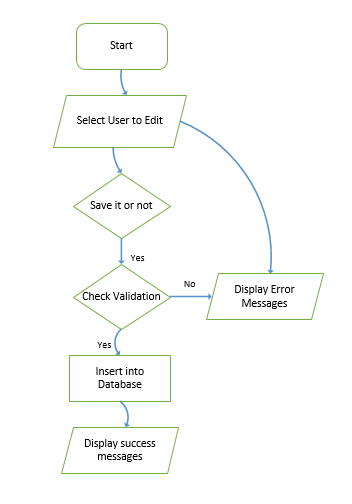 Start
Select User to Edit
Save it or not
Yes
Check Validation
No
Display Error
Messages
Yes
Insert into
Database
Display success
messages